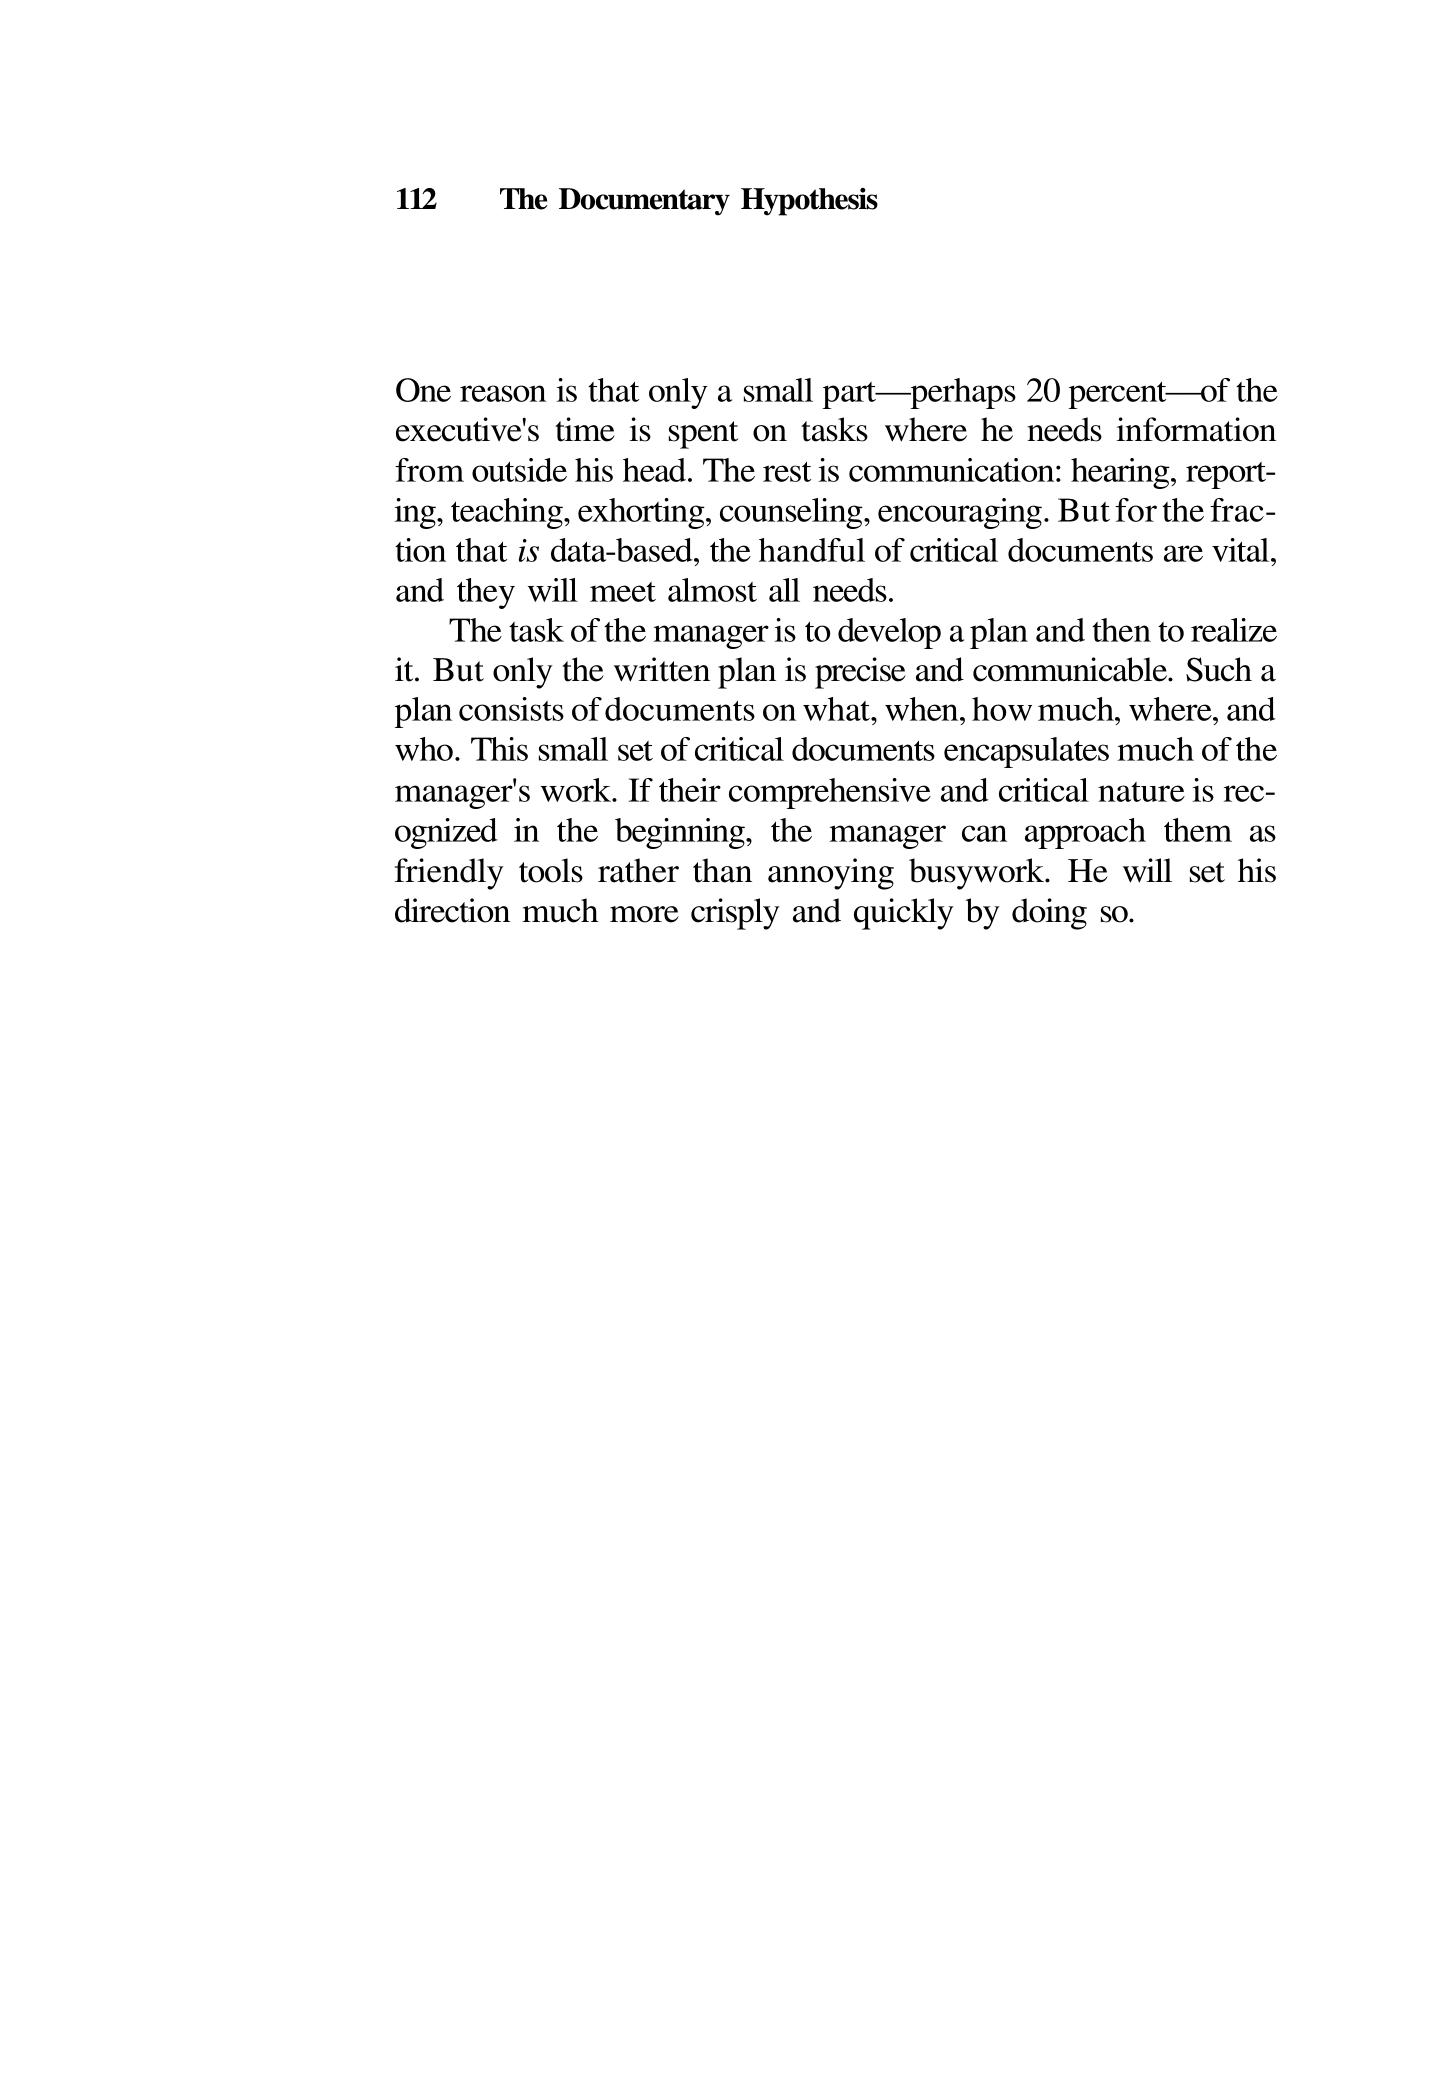 112 The Documentary Hypothesis
One reason is that only a small part—perhaps 20 percent—of the
executive's time is spent on tasks where he needs information
from outside his head. The rest is communication: hearing, report-
ing, teaching, exhorting, counseling, encouraging. But for the frac-
tion that is data-based, the handful of critical documents are vital,
and they will meet almost all needs.
The task of the manager is to develop a plan and then to realize
it. But only the written plan is precise and communicable. Such a
plan consists of documents on what, when, how much, where, and
who. This small set of critical documents encapsulates much of the
manager's work. If their comprehensive and critical nature is rec-
ognized in the beginning, the manager can approach them as
friendly tools rather than annoying busywork. He will set his
direction much more crisply and quickly by doing so.